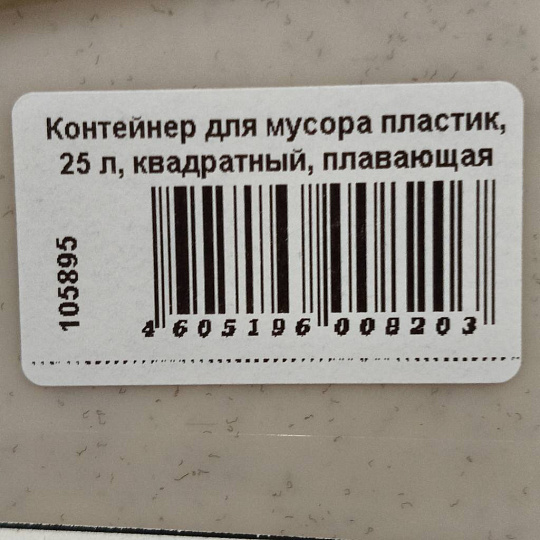 Контейнер для мусора пластик,
25 л, квадратный, плавающая
105895
4 605196 008203